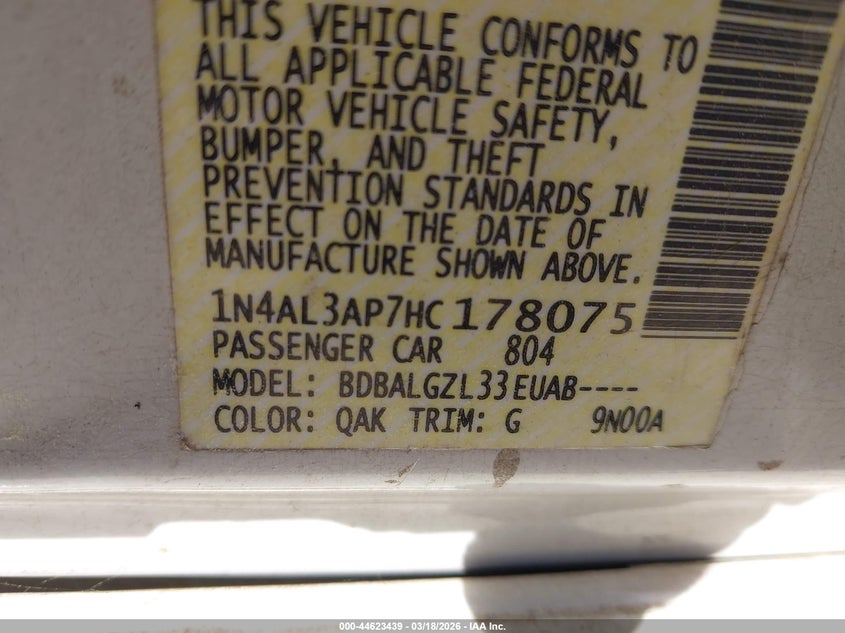 THIS VEHICLE CONFORMS TO
ALL APPLICABLE FEDERAL
MOTOR VEHICLE SAFETY,
BUMPER, AND THEFT
PREVENTION STANDARDS IN
EFFECT ON THE DATE OF
MANUFACTURE SHOWN ABOVE.
1N4AL3AP7HC178075
PASSENGER CAR 804
MODEL: BDBALGZL33EUAB----
COLOR: QAK TRIM: G 9N00A
000-44623439 - 03/18/2026 - IAA Inc.